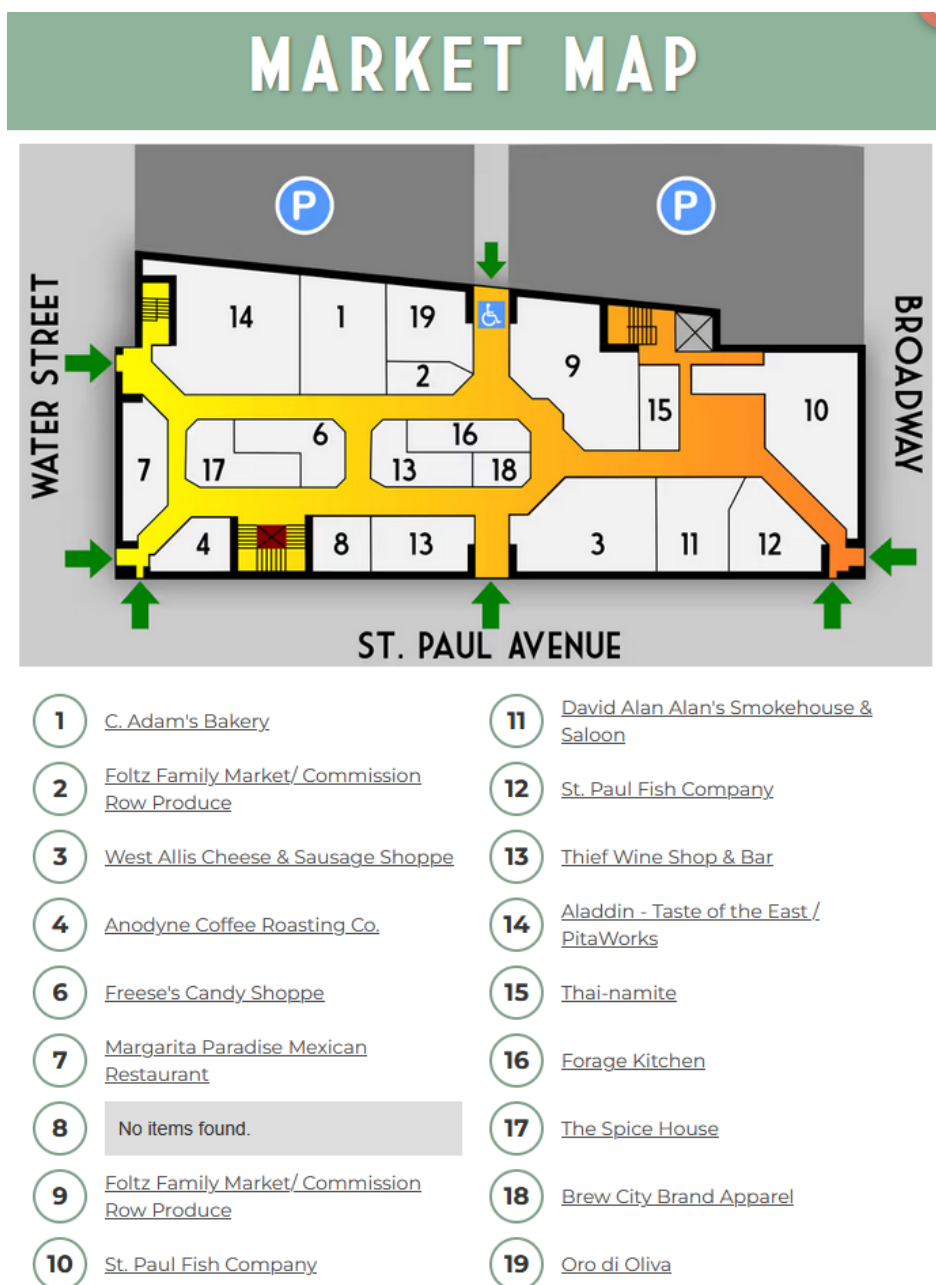 MARKET MAP
P
P
WATER STREET
BROADWAY
14
1
19
2
9
15
10
7
17
6
16
13
18
4
8
13
3
11
12
ST. PAUL AVENUE
1
C. Adam's Bakery
2
Foltz Family Market/ Commission
Row Produce
3
West Allis Cheese & Sausage Shoppe
4
Anodyne Coffee Roasting Co.
6
Freese's Candy Shoppe
7
Margarita Paradise Mexican
Restaurant
8
No items found.
9
Foltz Family Market/ Commission
Row Produce
10
St. Paul Fish Company
11
David Alan Alan's Smokehouse &
Saloon
12
St. Paul Fish Company
13
Thief Wine Shop & Bar
14
Aladdin - Taste of the East /
PitaWorks
15
Thai-namite
16
Forage Kitchen
17
The Spice House
18
Brew City Brand Apparel
19
Oro di Oliva